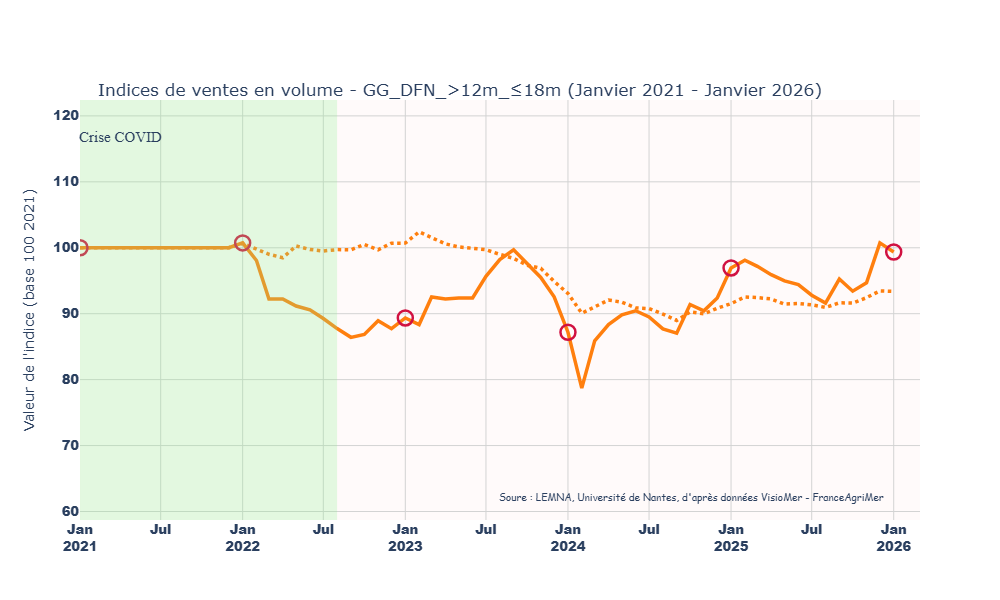 Indices de ventes en volume - GG_DFN_>12m_≤18m (Janvier 2021 - Janvier 2026)
Valeur de l'indice (base 100 2021)
120
110
100
90
80
70
60
Crise COVID
Soure : LEMNA, Université de Nantes, d'après données VisioMer - FranceAgriMer
Jan Jul Jan Jul Jan Jul Jan Jul Jan Jul Jan
2021 2022 2023 2024 2025 2026